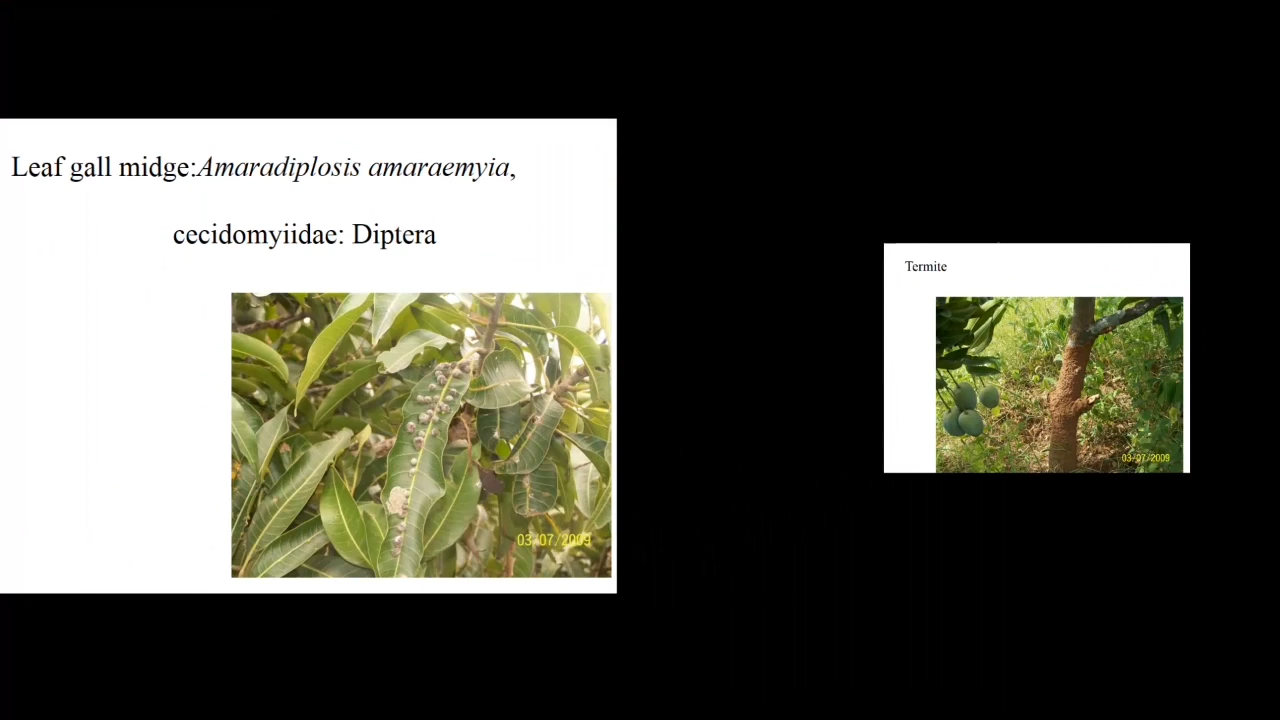 Leaf gall midge:Amaradiplosis amaraemyia,
cecidomyiidae: Diptera
03/07/2009
Termite
03/07/2009